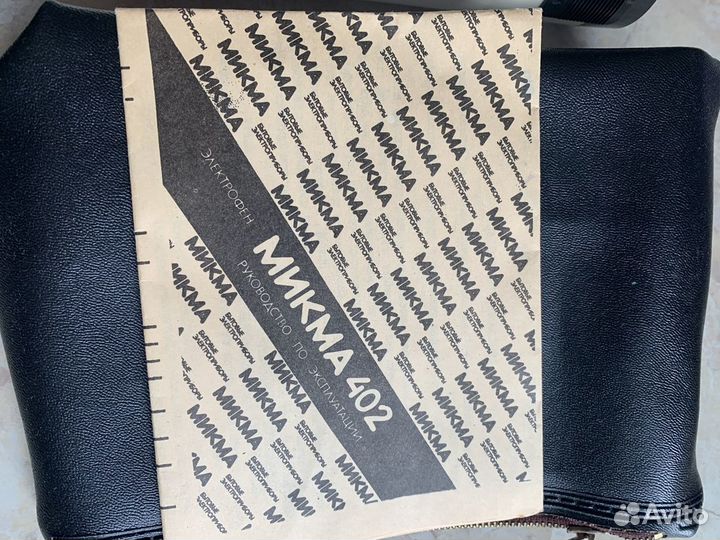 ЭЛЕКТРОФЕН
МИКМА 402
РУКОВОДСТВО ПО ЭКСПЛУАТАЦИИ
МИКМА
БЫТОВЫЕ
ЭЛЕКТРОПРИБОРЫ
Avito